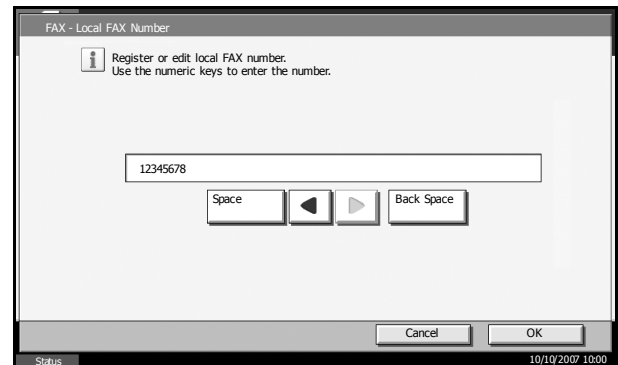 FAX - Local FAX Number
Register or edit local FAX number.
Use the numeric keys to enter the number.
12345678
Space
Back Space
Cancel
OK
Status
10/10/2007 10:00